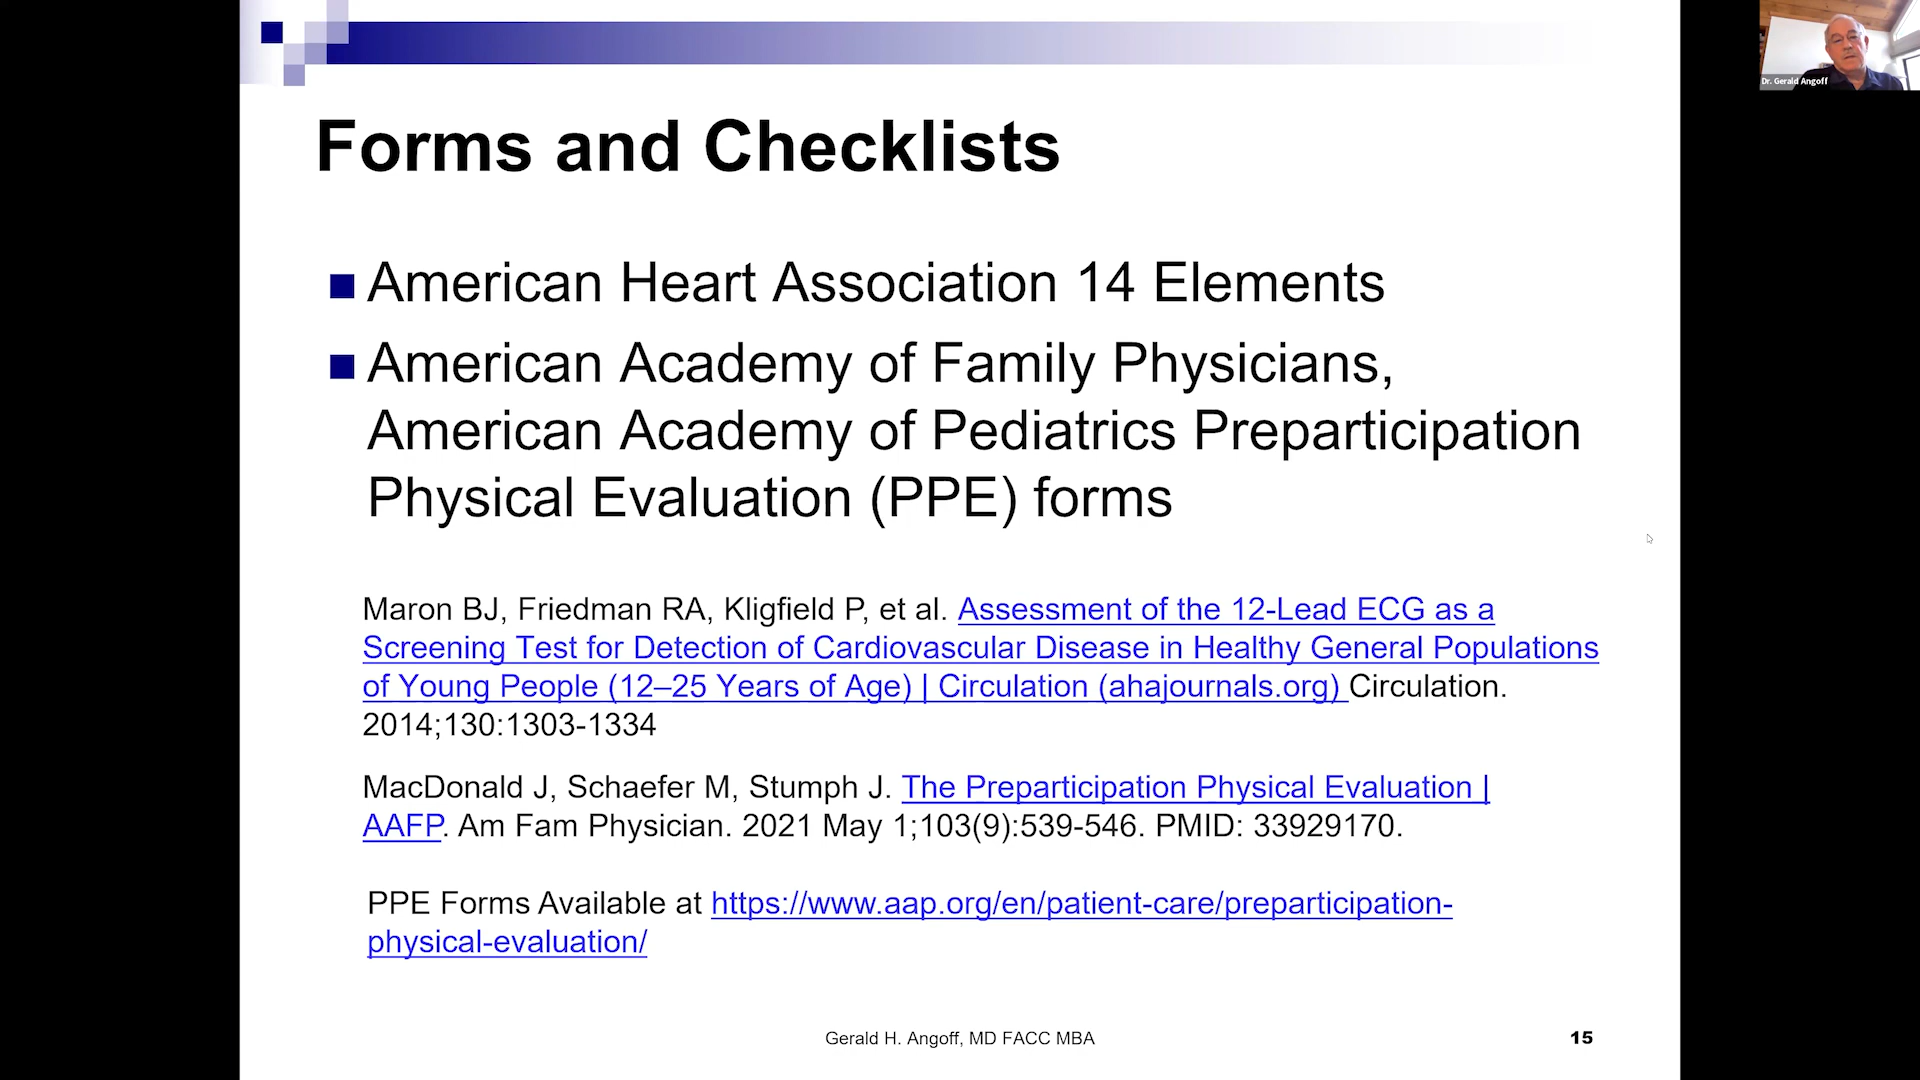 Dr. Gerald Angoff
Forms and Checklists
American Heart Association 14 Elements
American Academy of Family Physicians,
American Academy of Pediatrics Preparticipation
Physical Evaluation (PPE) forms
Maron BJ, Friedman RA, Kligfield P, et al. Assessment of the 12-Lead ECG as a
Screening Test for Detection of Cardiovascular Disease in Healthy General Populations
of Young People (12–25 Years of Age) | Circulation (ahajournals.org) Circulation.
2014;130:1303-1334
MacDonald J, Schaefer M, Stumph J. The Preparticipation Physical Evaluation |
AAFP. Am Fam Physician. 2021 May 1;103(9):539-546. PMID: 33929170.
PPE Forms Available at https://www.aap.org/en/patient-care/preparticipation-
physical-evaluation/
Gerald H. Angoff, MD FACC MBA
15